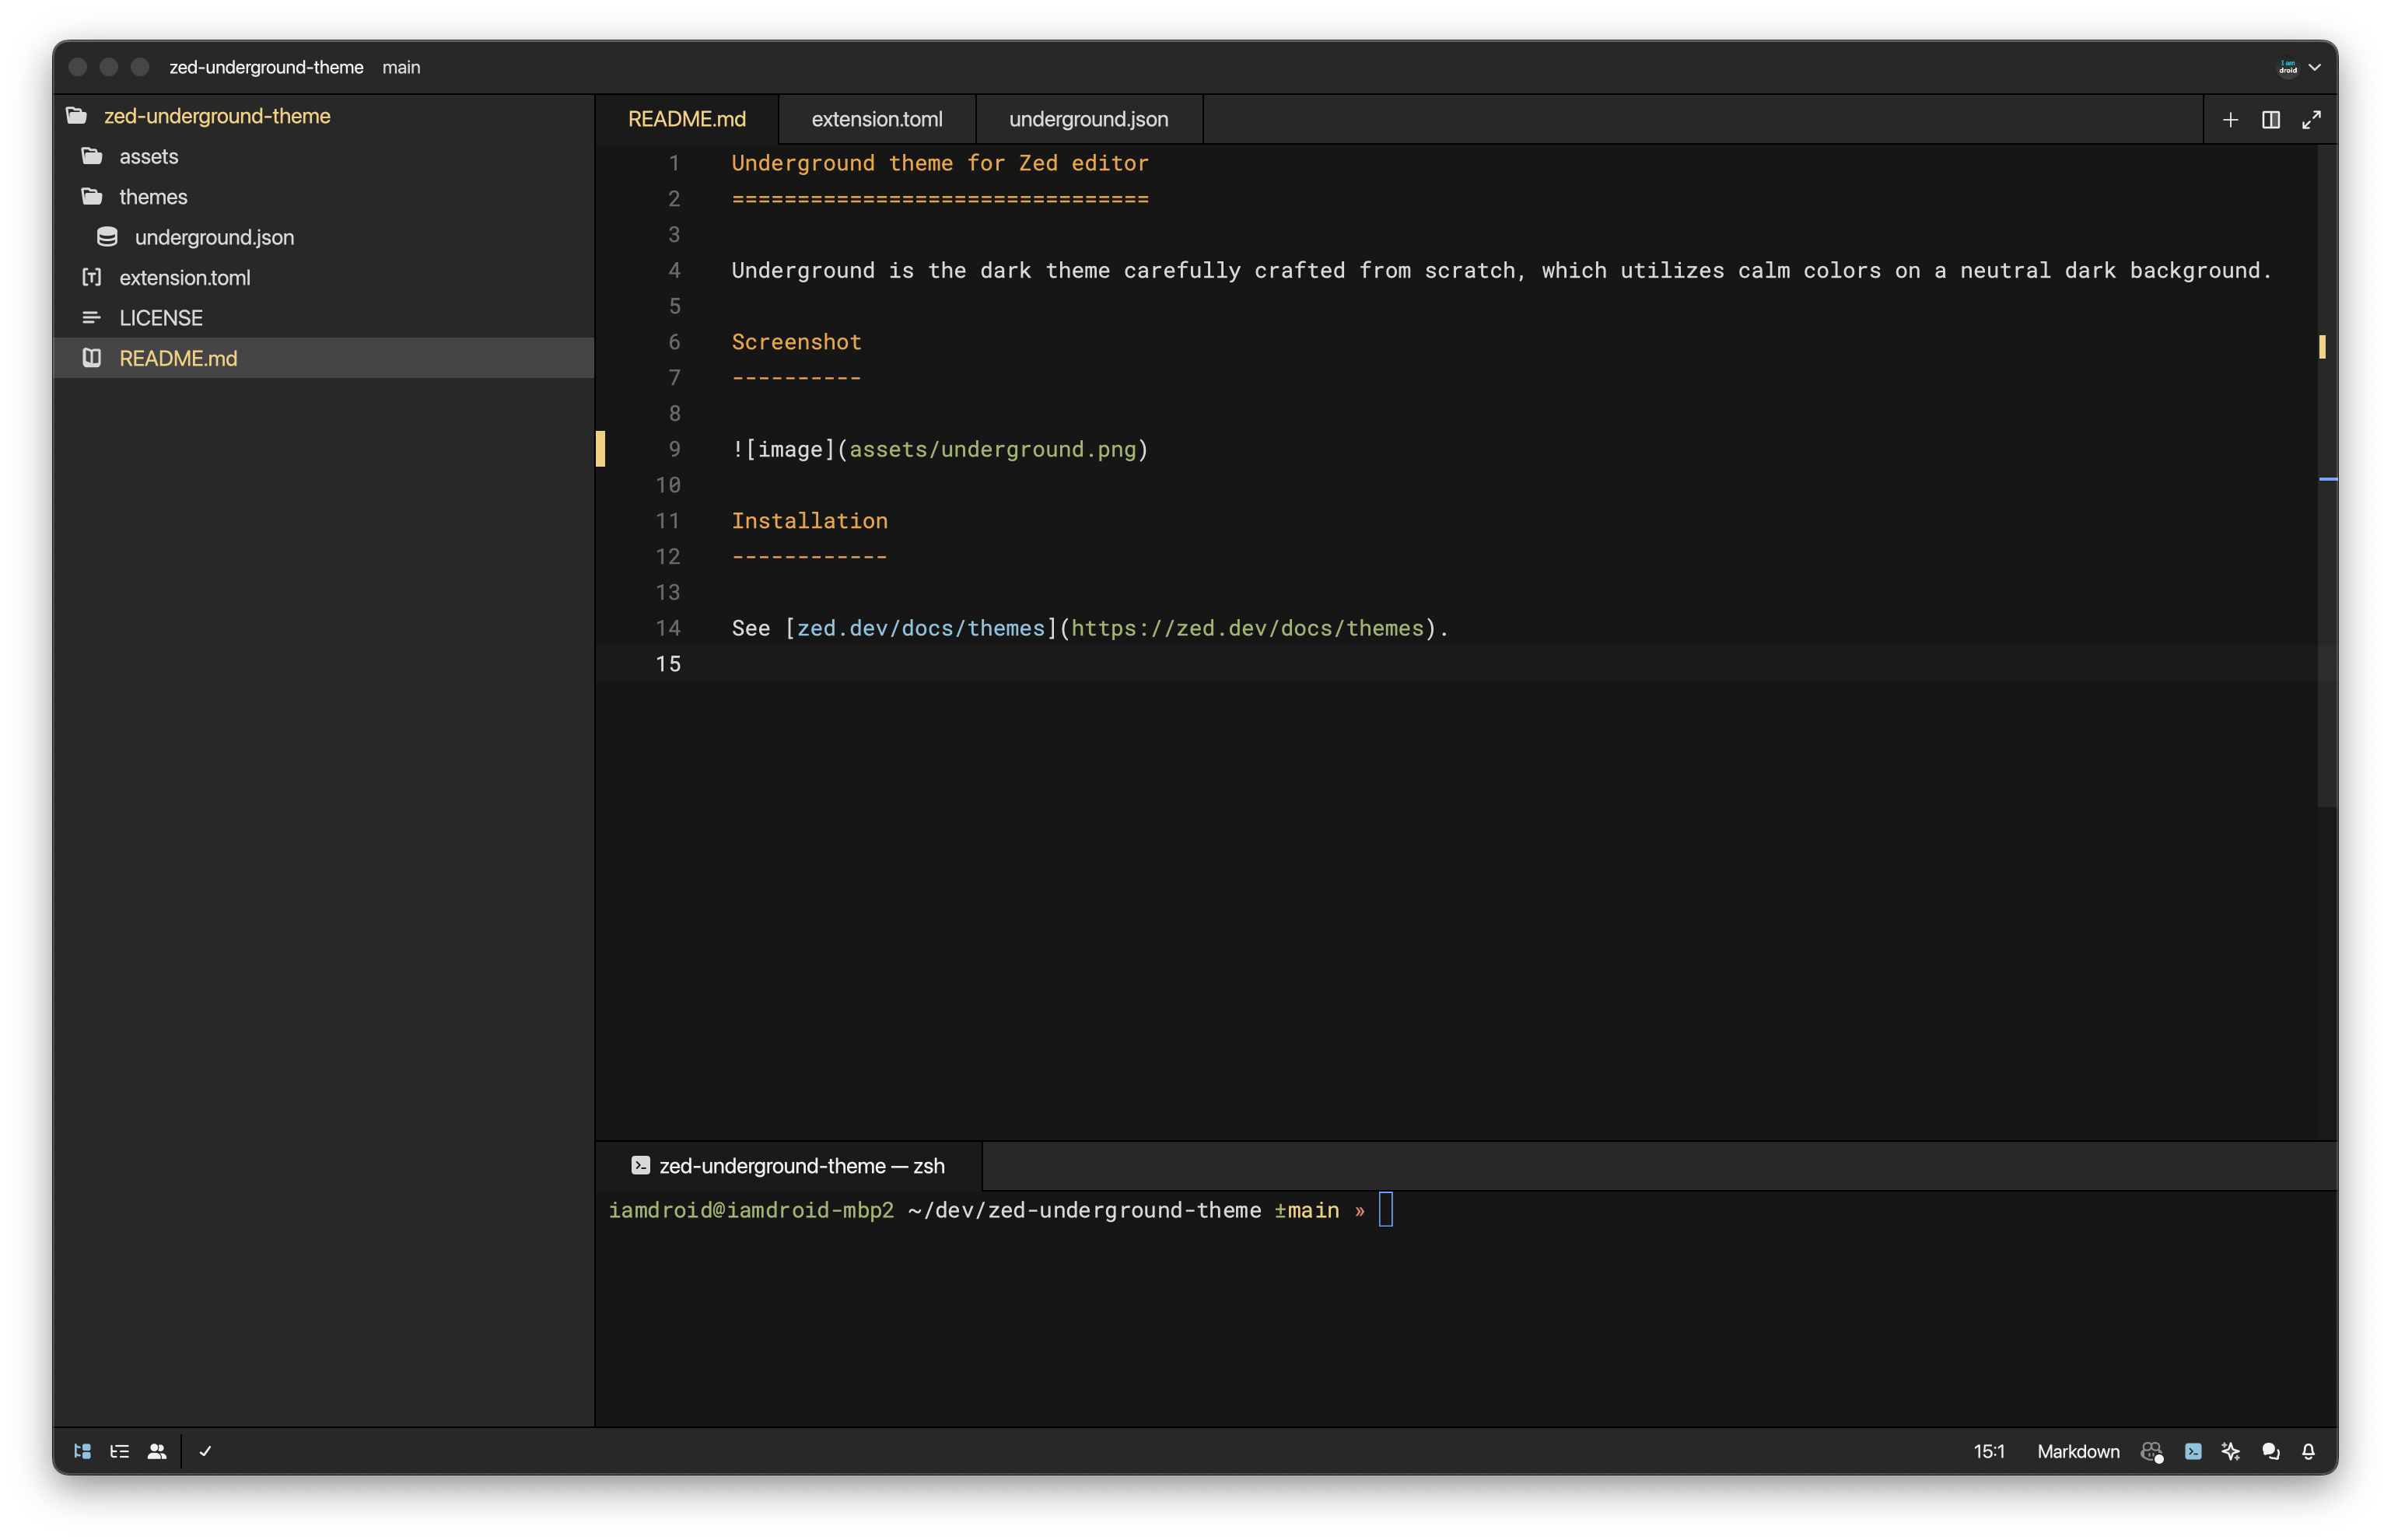 zed-underground-theme main
I am
droid
zed-underground-theme
assets
themes
underground.json
extension.toml
LICENSE
README.md
README.md extension.toml underground.json
1 Underground theme for Zed editor
2 ================================
3
4 Underground is the dark theme carefully crafted from scratch, which utilizes calm colors on a neutral dark background.
5
6 Screenshot
7 ----------
8
9 ![image](assets/underground.png)
10
11 Installation
12 ------------
13
14 See [zed.dev/docs/themes](https://zed.dev/docs/themes).
15
zed-underground-theme — zsh
iamdroid@iamdroid-mbp2 ~/dev/zed-underground-theme ±main »
15:1 Markdown